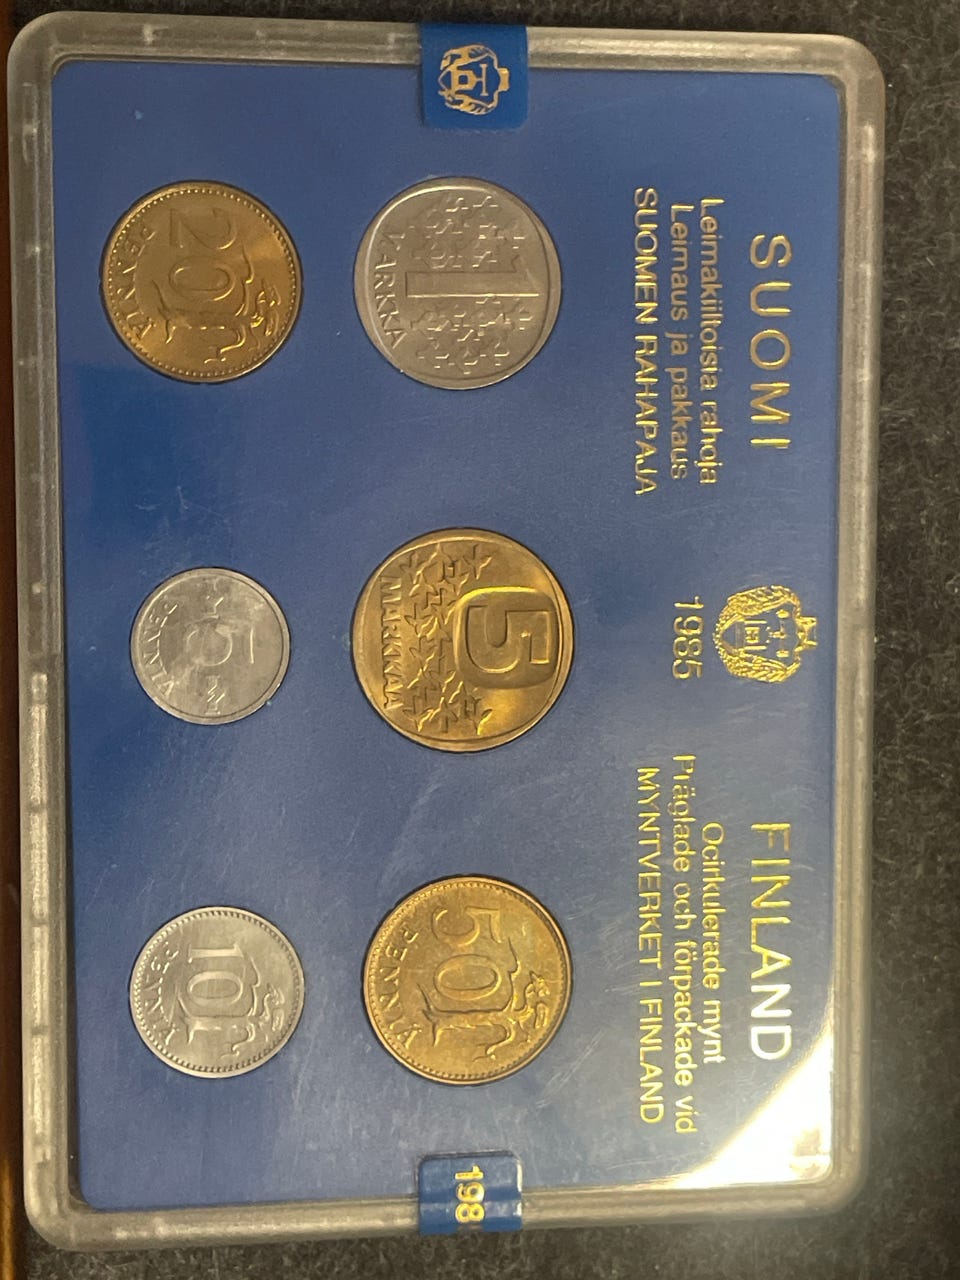 SUOMI
Leimakiiltoisia rahoja
Leimaus ja pakkaus
SUOMEN RAHAPAJA
1985
FINLAND
Ocirkulerade mynt
Präglade och förpackade vid
MYNTVERKET I FINLAND
1
MARKKA
5
MARKKAA
50
PENNIÄ
20
PENNIÄ
5
PENNIÄ
10
PENNIÄ
198